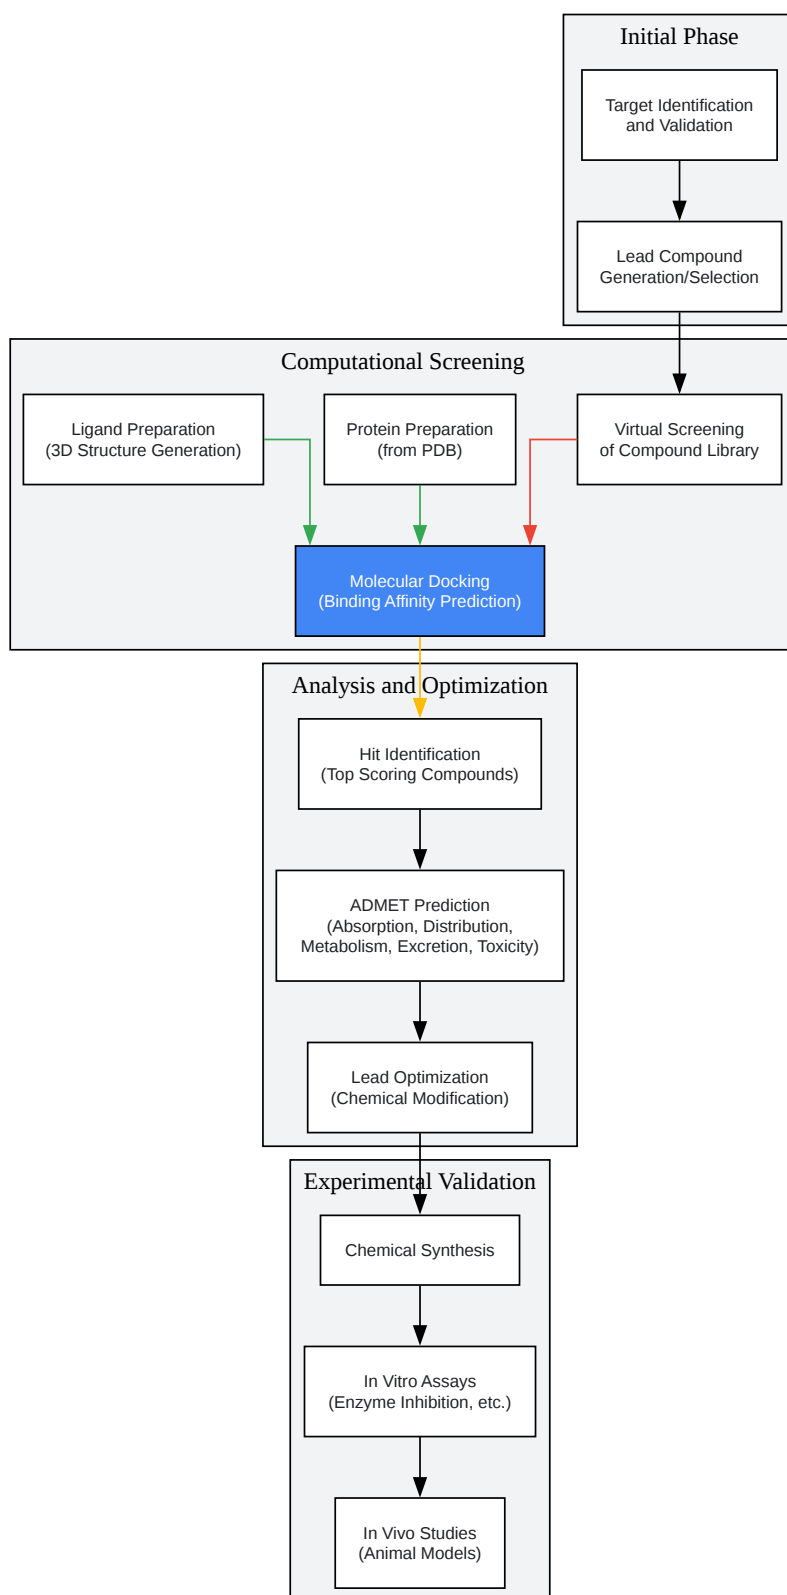 Initial Phase
Target Identification
and Validation
Lead Compound
Generation/Selection
Computational Screening
Ligand Preparation
(3D Structure Generation)
Protein Preparation
(from PDB)
Virtual Screening
of Compound Library
Molecular Docking
(Binding Affinity Prediction)
Analysis and Optimization
Hit Identification
(Top Scoring Compounds)
ADMET Prediction
(Absorption, Distribution,
Metabolism, Excretion, Toxicity)
Lead Optimization
(Chemical Modification)
Experimental Validation
Chemical Synthesis
In Vitro Assays
(Enzyme Inhibition, etc.)
In Vivo Studies
(Animal Models)